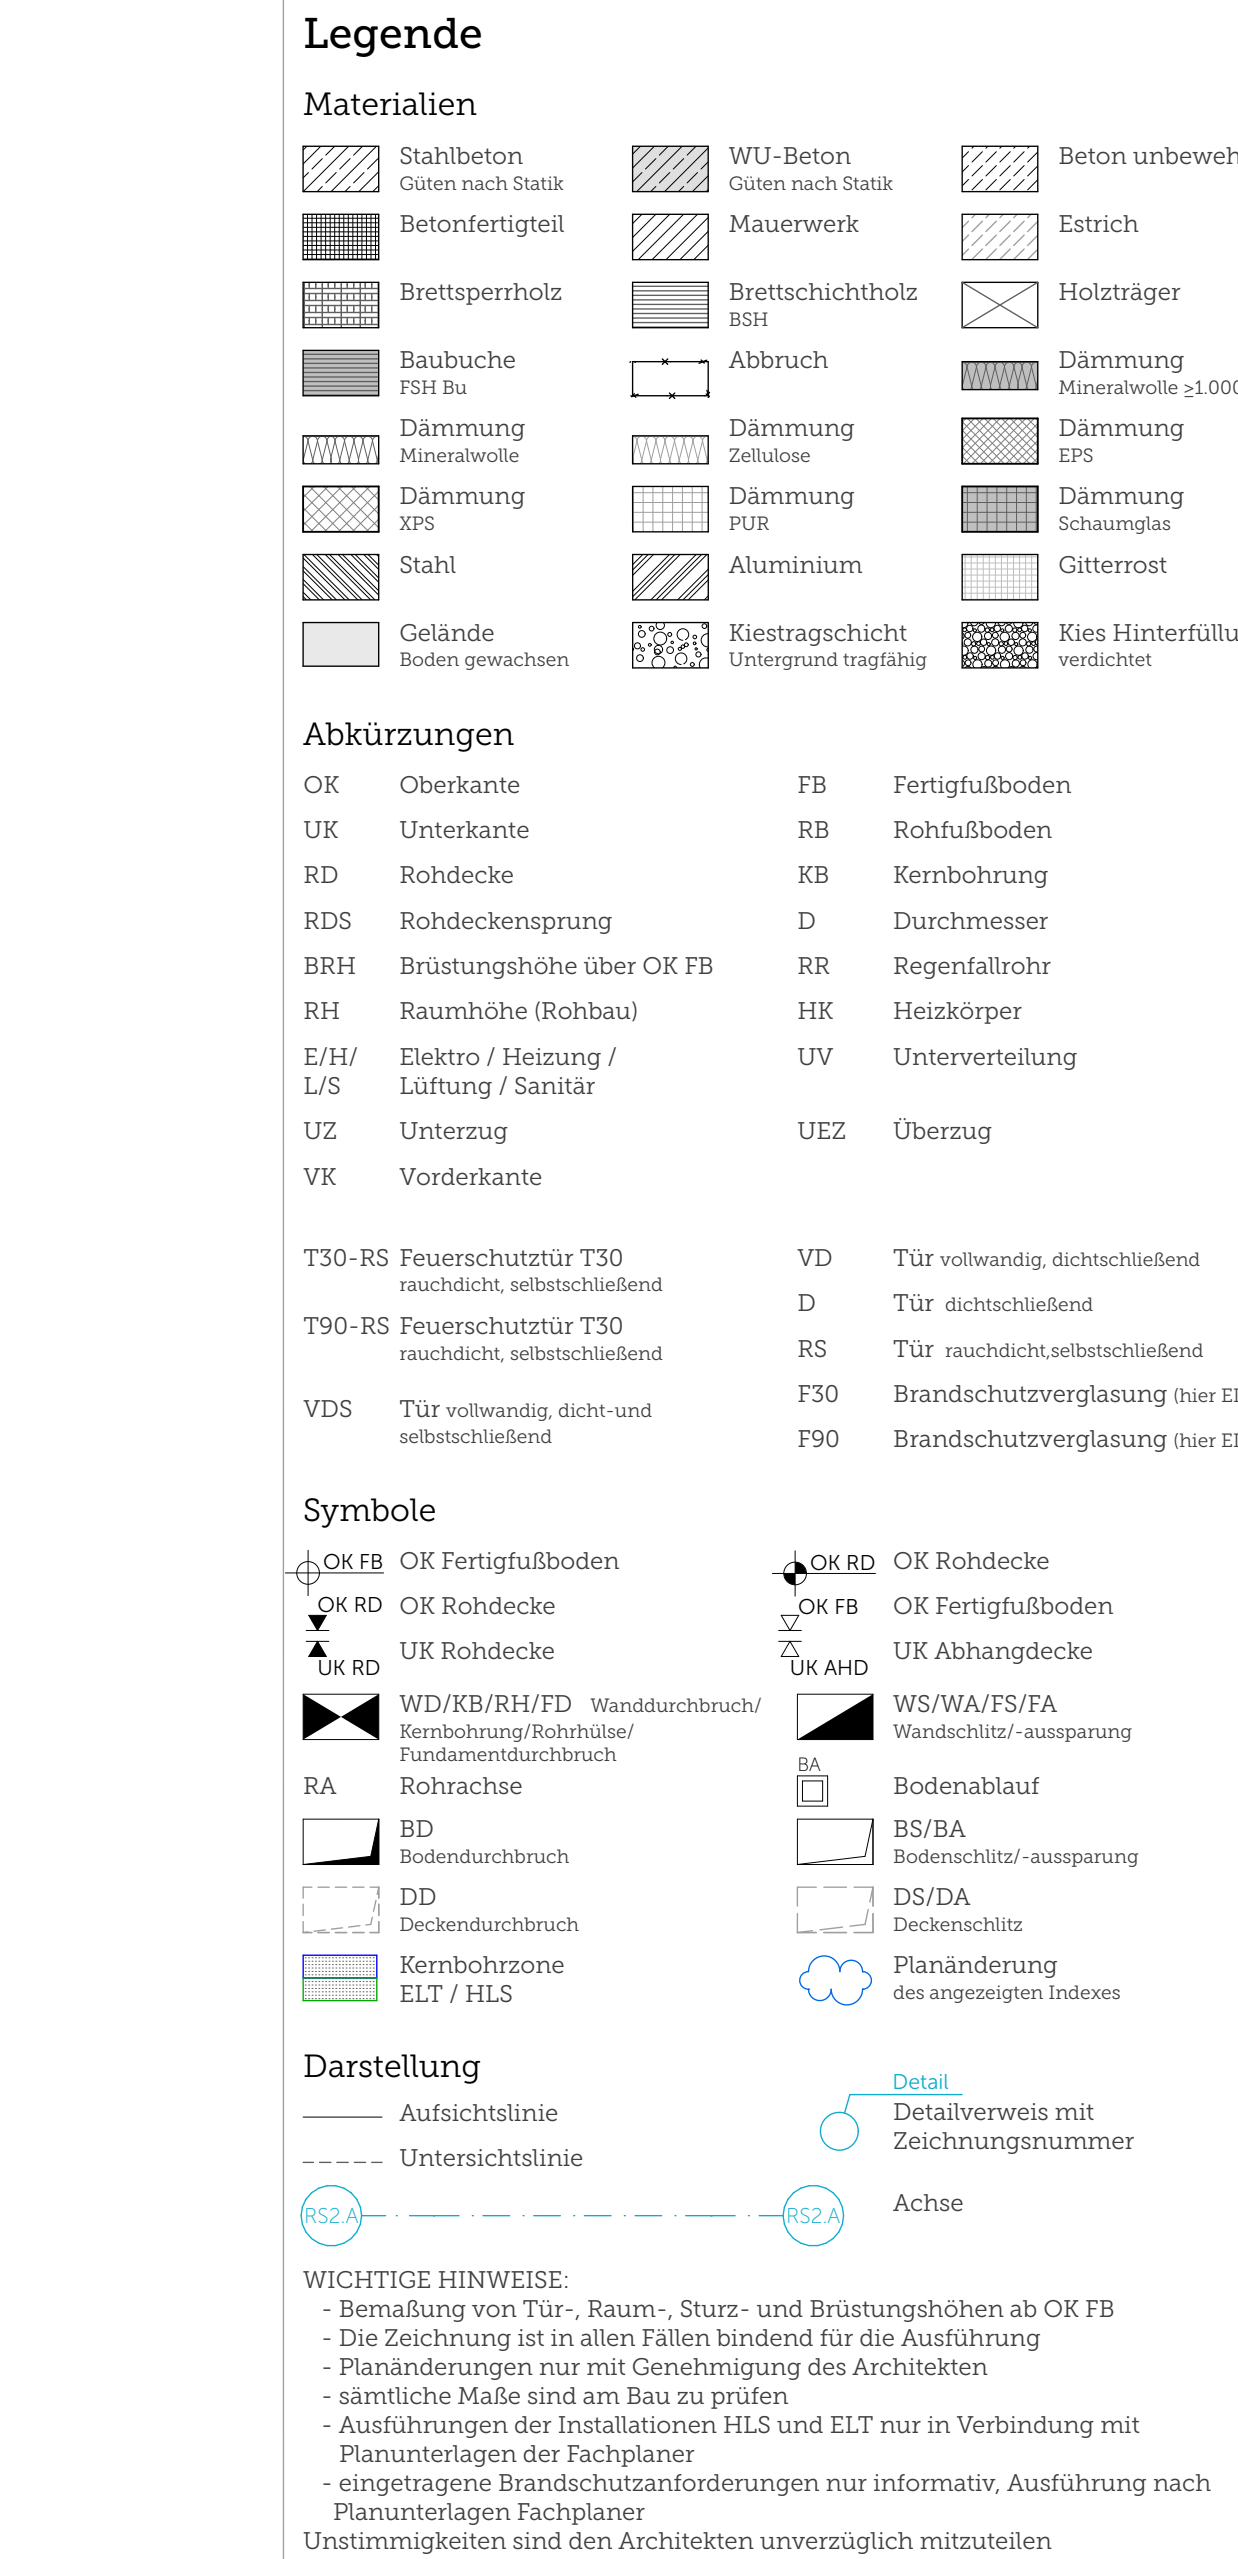 Legende
Materialien
Stahlbeton
Güten nach Statik
WU-Beton
Güten nach Statik
Beton unbeweh
Betonfertigteil
Mauerwerk
Estrich
Brettsperrholz
Brettschichtholz
BSH
Holzträger
Baubuche
FSH Bu
Abbruch
Dämmung
Mineralwolle ≥1.000
Dämmung
Mineralwolle
Dämmung
Zellulose
Dämmung
EPS
Dämmung
XPS
Dämmung
PUR
Dämmung
Schaumglas
Stahl
Aluminium
Gitterrost
Gelände
Boden gewachsen
Kiestragschicht
Untergrund tragfähig
Kies Hinterfüllu
verdichtet
Abkürzungen
OK Oberkante
FB Fertigfußboden
UK Unterkante
RB Rohfußboden
RD Rohdecke
KB Kernbohrung
RDS Rohdeckensprung
D Durchmesser
BRH Brüstungshöhe über OK FB
RR Regenfallrohr
RH Raumhöhe (Rohbau)
HK Heizkörper
E/H/ Elektro / Heizung /
L/S Lüftung / Sanitär
UV Unterverteilung
UZ Unterzug
UEZ Überzug
VK Vorderkante
T30-RS Feuerschutztür T30
rauchdicht, selbstschließend
T90-RS Feuerschutztür T30
rauchdicht, selbstschließend
VDS Tür vollwandig, dicht-und
selbstschließend
VD Tür vollwandig, dichtschließend
D Tür dichtschließend
RS Tür rauchdicht,selbstschließend
F30 Brandschutzverglasung (hier EI
F90 Brandschutzverglasung (hier EI
Symbole
OK FB OK Fertigfußboden
OK RD OK Rohdecke
OK RD OK Rohdecke
OK FB OK Fertigfußboden
UK Rohdecke
UK RD
UK Abhangdecke
UK AHD
WD/KB/RH/FD Wanddurchbruch/
Kernbohrung/Rohrhülse/
Fundamentdurchbruch
WS/WA/FS/FA
Wandschlitz/-aussparung
RA Rohrachse
BA
Bodenablauf
BD
Bodendurchbruch
BS/BA
Bodenschlitz/-aussparung
DD
Deckendurchbruch
DS/DA
Deckenschlitz
Kernbohrzone
ELT / HLS
Planänderung
des angezeigten Indexes
Darstellung
Aufsichtslinie
Untersichtslinie
Detail
Detailverweis mit
Zeichnungsnummer
RS2.A RS2.A Achse
WICHTIGE HINWEISE:
- Bemaßung von Tür-, Raum-, Sturz- und Brüstungshöhen ab OK FB
- Die Zeichnung ist in allen Fällen bindend für die Ausführung
- Planänderungen nur mit Genehmigung des Architekten
- sämtliche Maße sind am Bau zu prüfen
- Ausführungen der Installationen HLS und ELT nur in Verbindung mit
Planunterlagen der Fachplaner
- eingetragene Brandschutzanforderungen nur informativ, Ausführung nach
Planunterlagen Fachplaner
Unstimmigkeiten sind den Architekten unverzüglich mitzuteilen